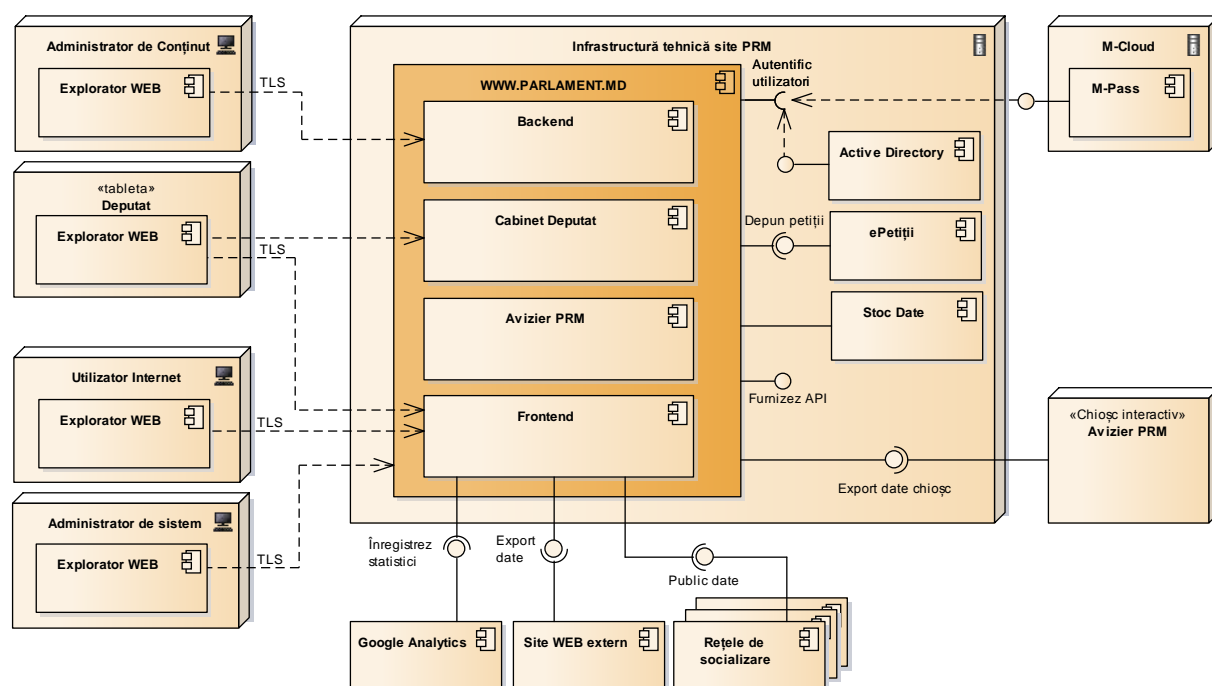 Administrator de Conținut
Explorator WEB
TLS
«tableta»
Deputat
Explorator WEB
TLS
Utilizator Internet
Explorator WEB
TLS
Administrator de sistem
Explorator WEB
TLS
Infrastructură tehnică site PRM
WWW.PARLAMENT.MD
Backend
Cabinet Deputat
Avizier PRM
Frontend
Autentific
utilizatori
Active Directory
Depun petiții
ePetiții
Stoc Date
Furnizez API
Export date chioșc
M-Cloud
M-Pass
«Chioșc interactiv»
Avizier PRM
Înregistrez
statistici
Export
date
Public date
Google Analytics
Site WEB extern
Rețele de
socializare